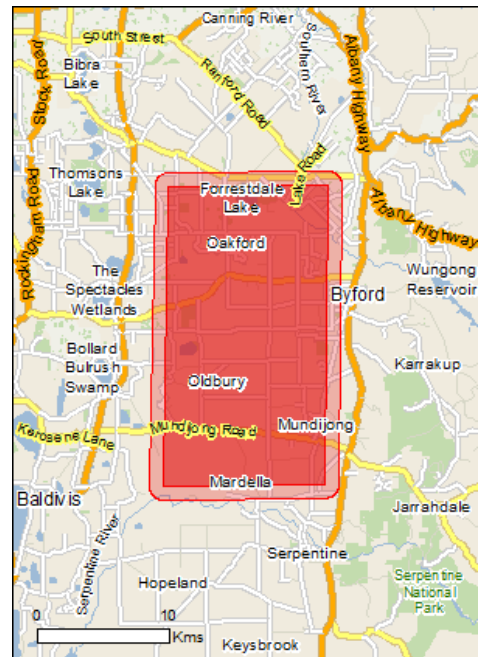 Canning River
South Street
Southern River
Albany Highway
Stock Road
Bibra
Lake
Ranford Road
Thomsons
Lake
Lake Road
Forrestdale
Lake
Albany Highway
Rockingham Road
Oakford
The
Spectacles
Wetlands
Wungong
Reservoir
Byford
Bollard
Bulrush
Swamp
Karrakup
Oldbury
Kerosene Lane
Mundijong Road
Mundijong
Mardella
Baldivis
Jarrahdale
Serpentine River
Serpentine
Hopeland
Serpentine
National
Park
0 10
Kms
Keysbrook